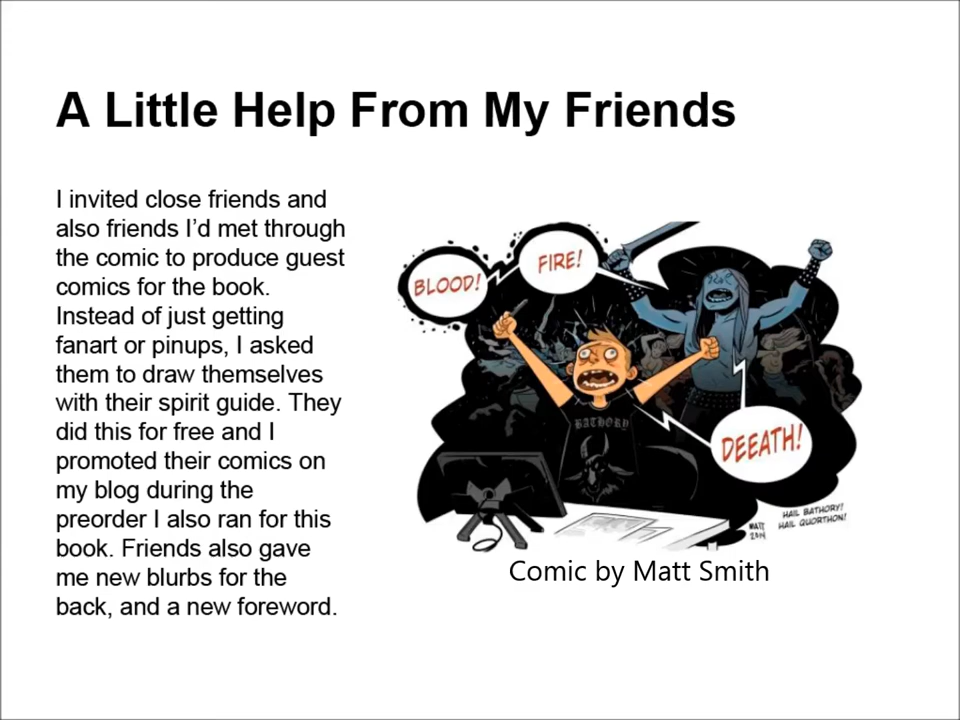 A Little Help From My Friends
I invited close friends and
also friends I’d met through
the comic to produce guest
comics for the book.
Instead of just getting
fanart or pinups, I asked
them to draw themselves
with their spirit guide. They
did this for free and I
promoted their comics on
my blog during the
preorder I also ran for this
book. Friends also gave
me new blurbs for the
back, and a new foreword.
BLOOD!
FIRE!
BATHORY
DEEATH!
HAIL BATHORY!
HAIL QUORTHON!
MATT
2014
Comic by Matt Smith